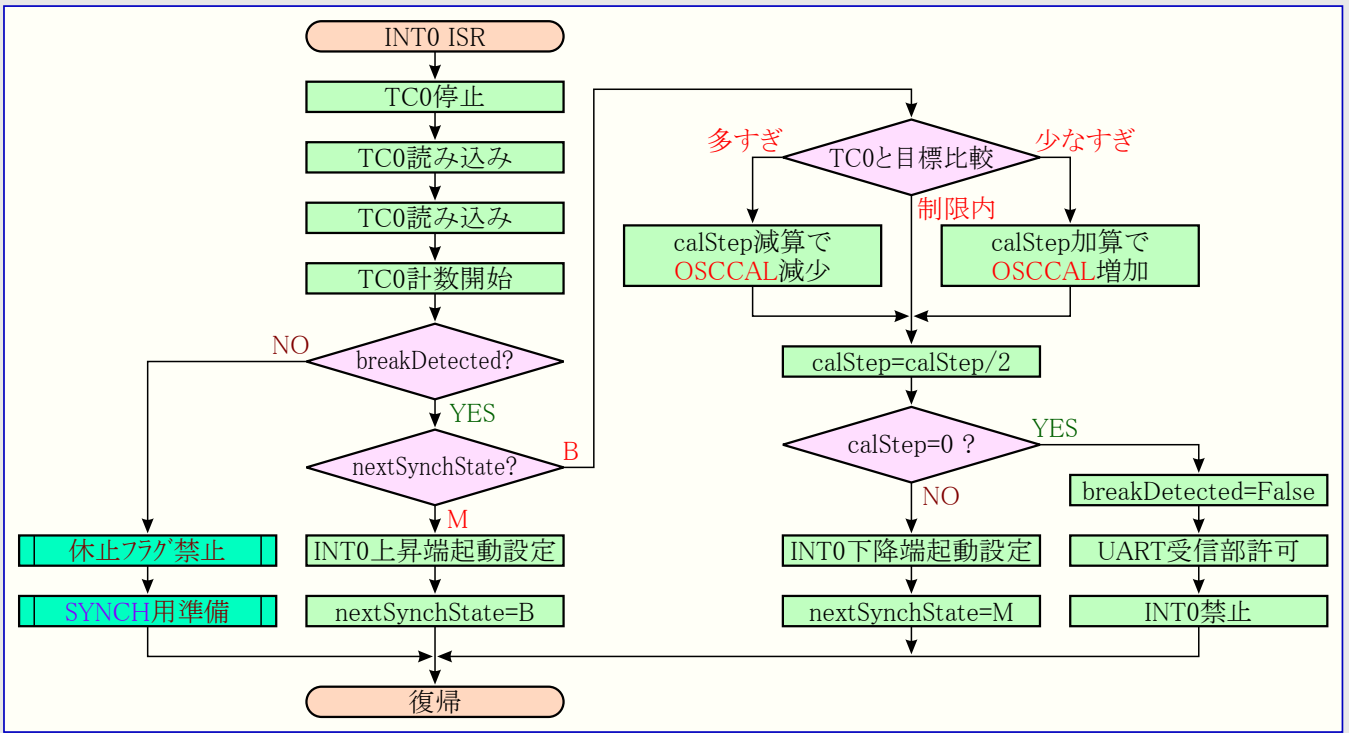 INT0 ISR
TC0停止
TC0読み込み
TC0読み込み
TC0計数開始
breakDetected?
NO
YES
nextSynchState?
B
M
休止ﾌﾗｸﾞ禁止
SYNCH用準備
INT0上昇端起動設定
nextSynchState=B
復帰
TC0と目標比較
多すぎ
少なすぎ
制限内
calStep減算で
OSCCAL減少
calStep加算で
OSCCAL増加
calStep=calStep/2
calStep=0 ?
YES
NO
INT0下降端起動設定
nextSynchState=M
breakDetected=False
UART受信部許可
INT0禁止